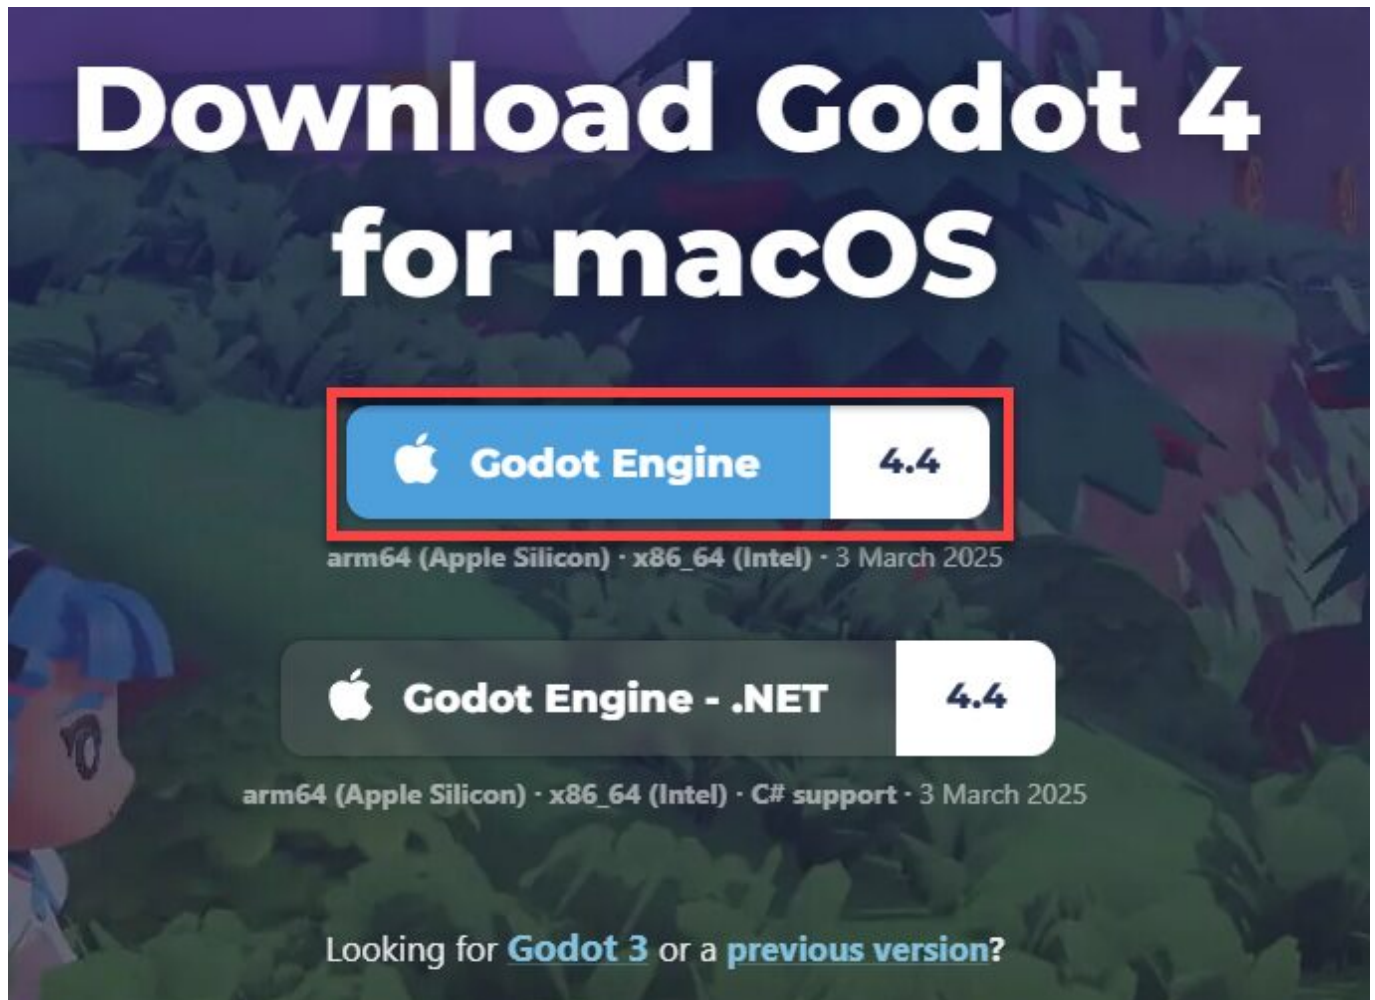 Download Godot 4
for macOS
Godot Engine 4.4
arm64 (Apple Silicon) · x86_64 (Intel) · 3 March 2025
Godot Engine - .NET 4.4
arm64 (Apple Silicon) · x86_64 (Intel) · C# support · 3 March 2025
Looking for Godot 3 or a previous version?